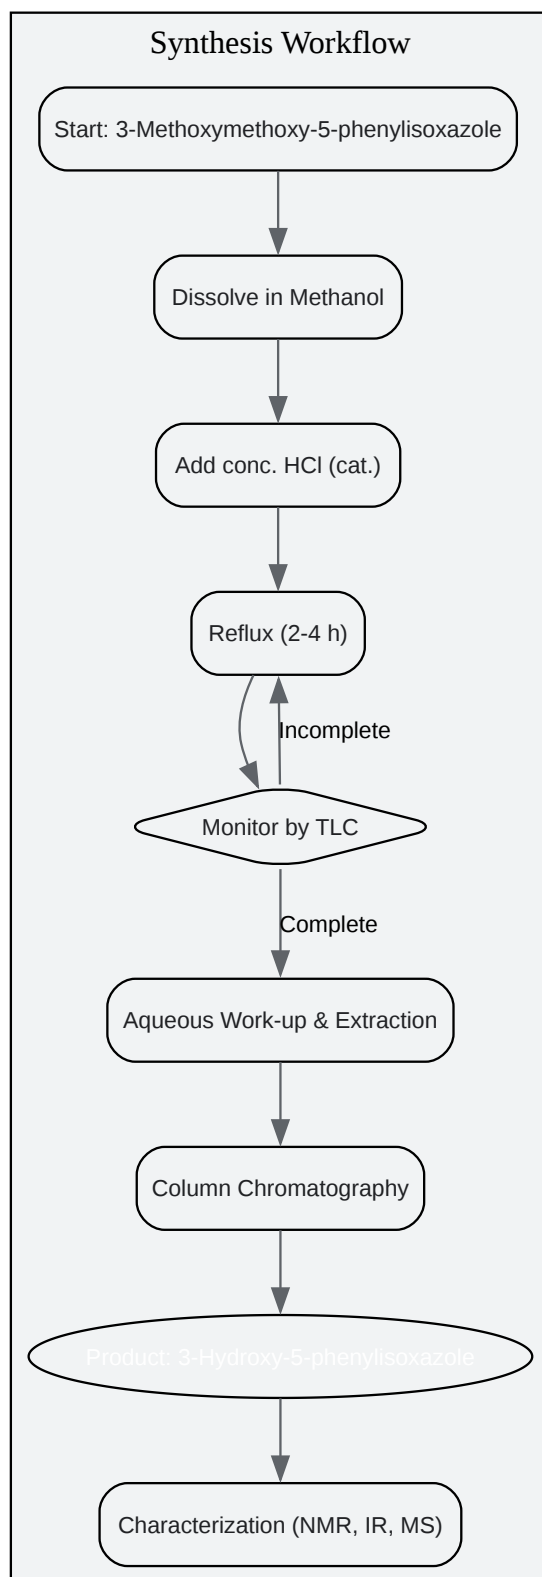 Synthesis Workflow
Start: 3-Methoxymethoxy-5-phenylisoxazole
Dissolve in Methanol
Add conc. HCl (cat.)
Reflux (2-4 h)
Incomplete
Monitor by TLC
Complete
Aqueous Work-up & Extraction
Column Chromatography
Product: 3-Hydroxy-5-phenylisoxazole
Characterization (NMR, IR, MS)